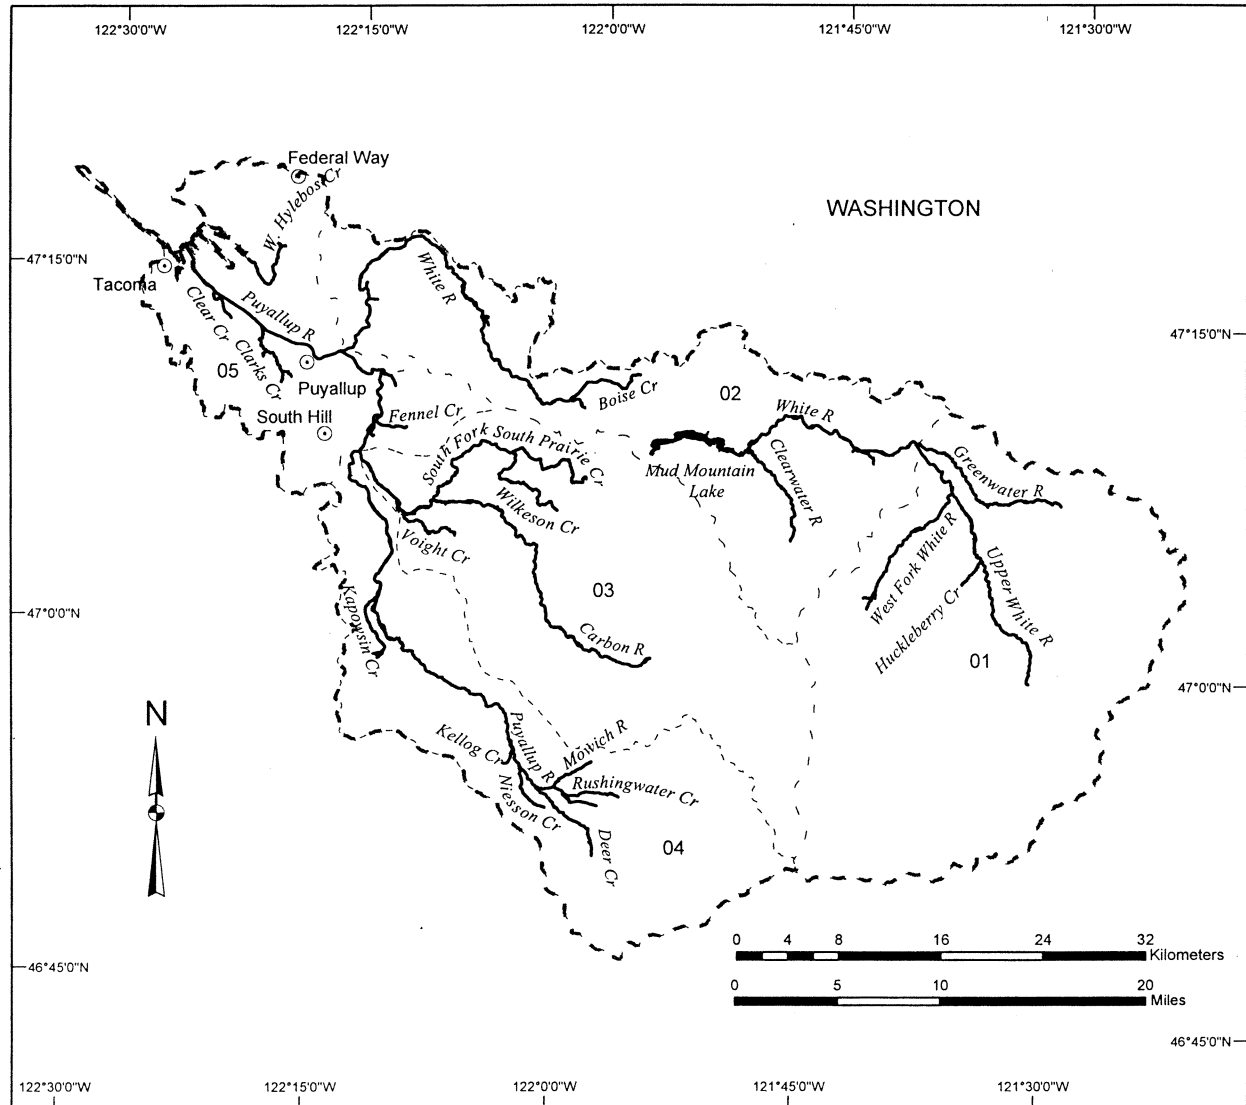 122°30'0"W
122°15'0"W
122°0'0"W
121°45'0"W
121°30'0"W
Federal Way
W. Hylebos Cr
WASHINGTON
47°15'0"N
Tacoma
White R
Clear Cr
Puyallup R
47°15'0"N
Clarks Cr
05
Puyallup
South Hill
Boise Cr
02
Fennel Cr
White R
South Fork South Prairie Cr
Mud Mountain
Lake
Clearwater R
Greenwater R
Wilkeson Cr
Voight Cr
West Fork White R
Upper White R
Huckleberry Cr
03
47°0'0"N
Kapowsin Cr
Carbon R
01
47°0'0"N
N
Kellog Cr
Puyallup R
Mowich R
Rushingwater Cr
Niesson Cr
Deer Cr
04
0
4
8
16
24
32
Kilometers
0
5
10
20
Miles
46°45'0"N
46°45'0"N
122°30'0"W
122°15'0"W
122°0'0"W
121°45'0"W
121°30'0"W